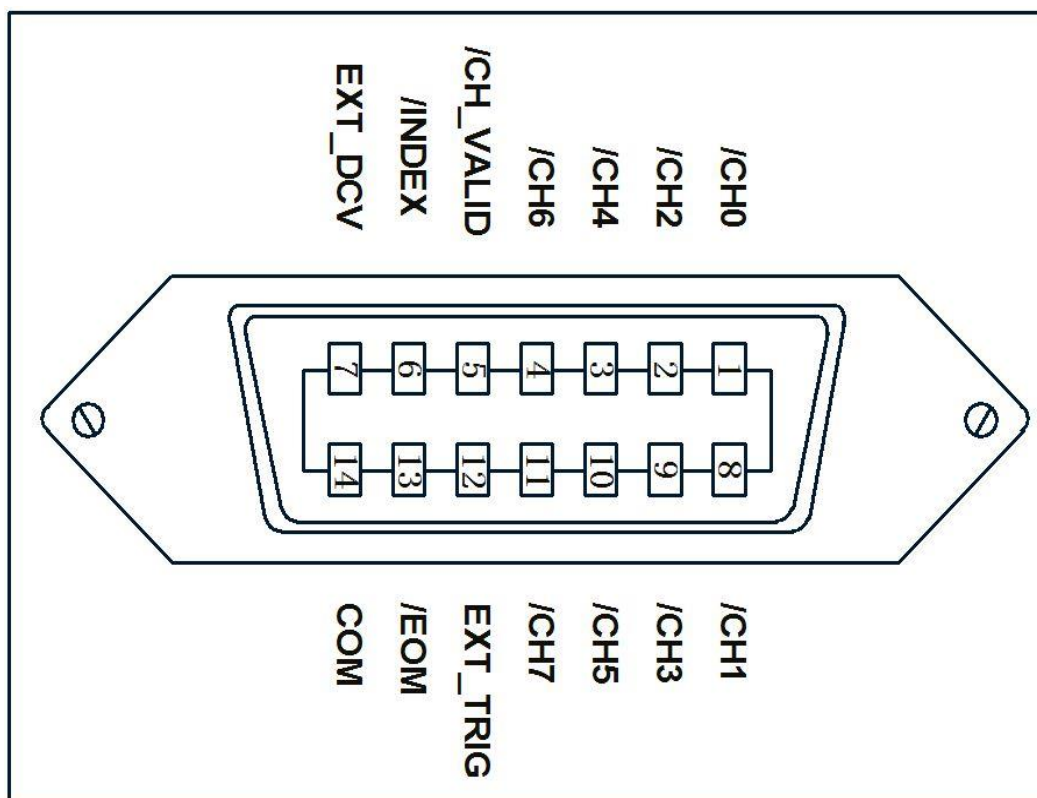 /CH0 1 8 /CH1
/CH2 2 9 /CH3
/CH4 3 10 /CH5
/CH6 4 11 /CH7
/CH_VALID 5 12 EXT_TRIG
/INDEX 6 13 /EOM
EXT_DCV 7 14 COM